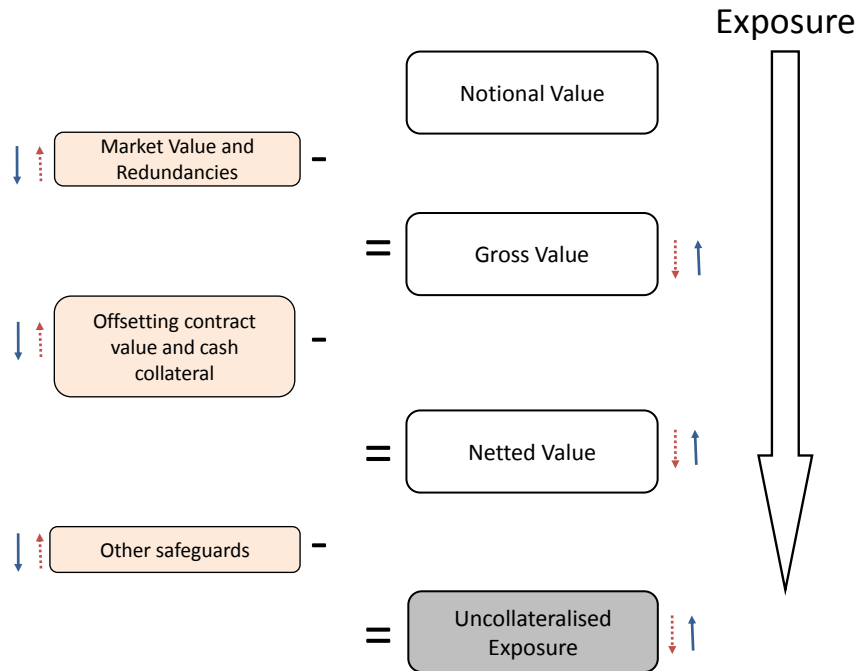 Exposure
Notional Value
Market Value and
Redundancies
-
=
Gross Value
Offsetting contract
value and cash
collateral
-
=
Netted Value
Other safeguards
-
=
Uncollateralised
Exposure